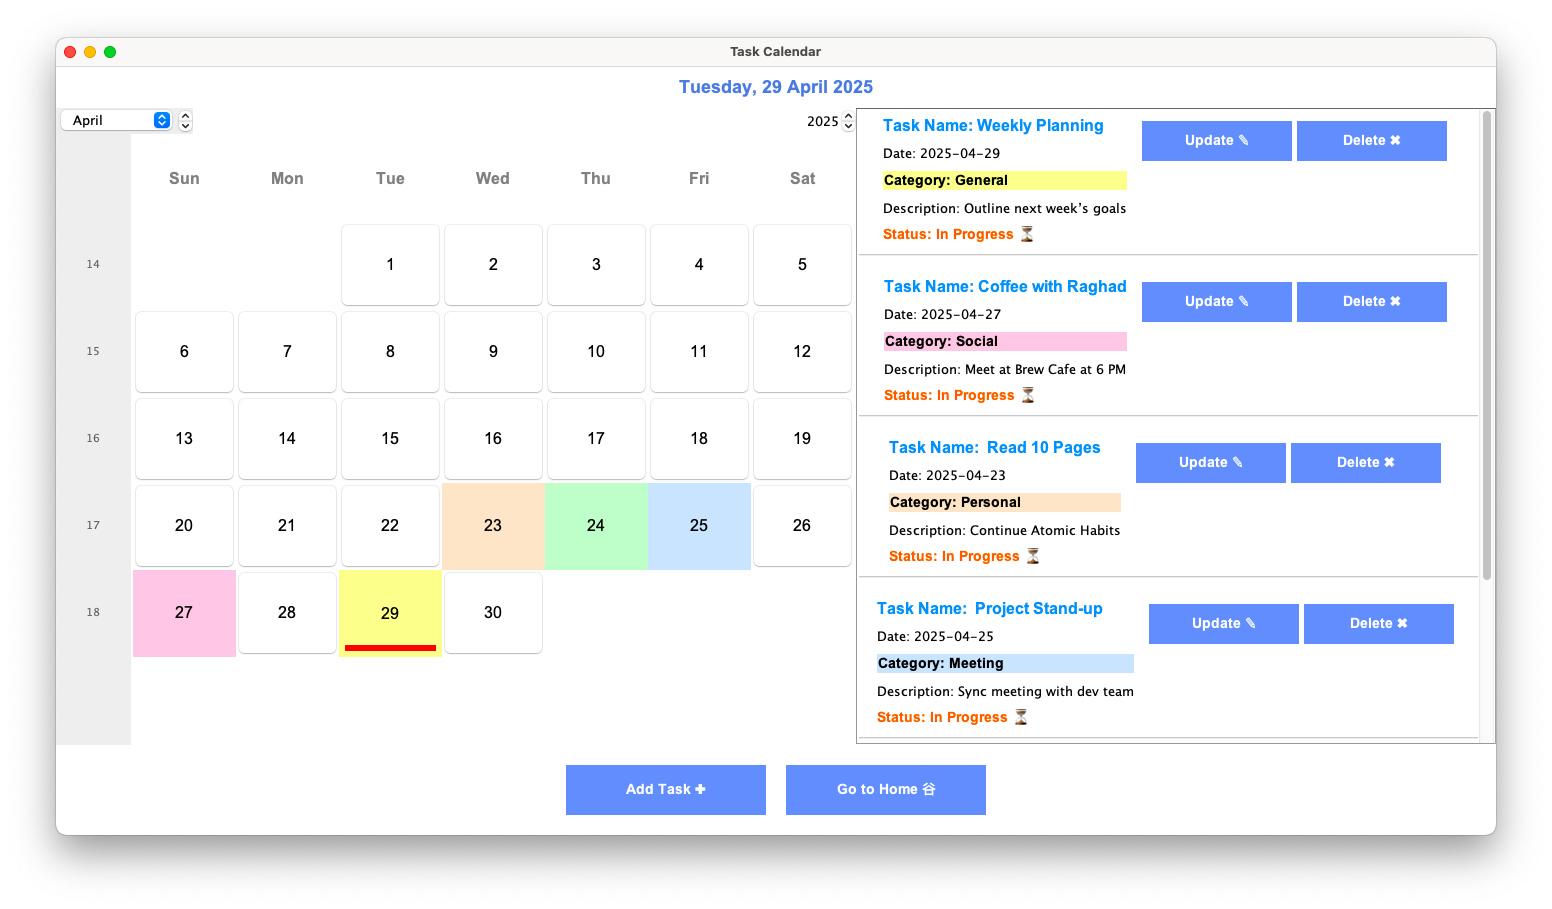 Task Calendar
Tuesday, 29 April 2025
April
2025
Sun Mon Tue Wed Thu Fri Sat
14 1 2 3 4 5
15 6 7 8 9 10 11 12
16 13 14 15 16 17 18 19
17 20 21 22 23 24 25 26
18 27 28 29 30
Task Name: Weekly Planning
Update ✎ Delete ✖
Date: 2025-04-29
Category: General
Description: Outline next week’s goals
Status: In Progress ⏳
Task Name: Coffee with Raghad
Update ✎ Delete ✖
Date: 2025-04-27
Category: Social
Description: Meet at Brew Cafe at 6 PM
Status: In Progress ⏳
Task Name: Read 10 Pages
Update ✎ Delete ✖
Date: 2025-04-23
Category: Personal
Description: Continue Atomic Habits
Status: In Progress ⏳
Task Name: Project Stand-up
Update ✎ Delete ✖
Date: 2025-04-25
Category: Meeting
Description: Sync meeting with dev team
Status: In Progress ⏳
Add Task ✚ Go to Home 谷